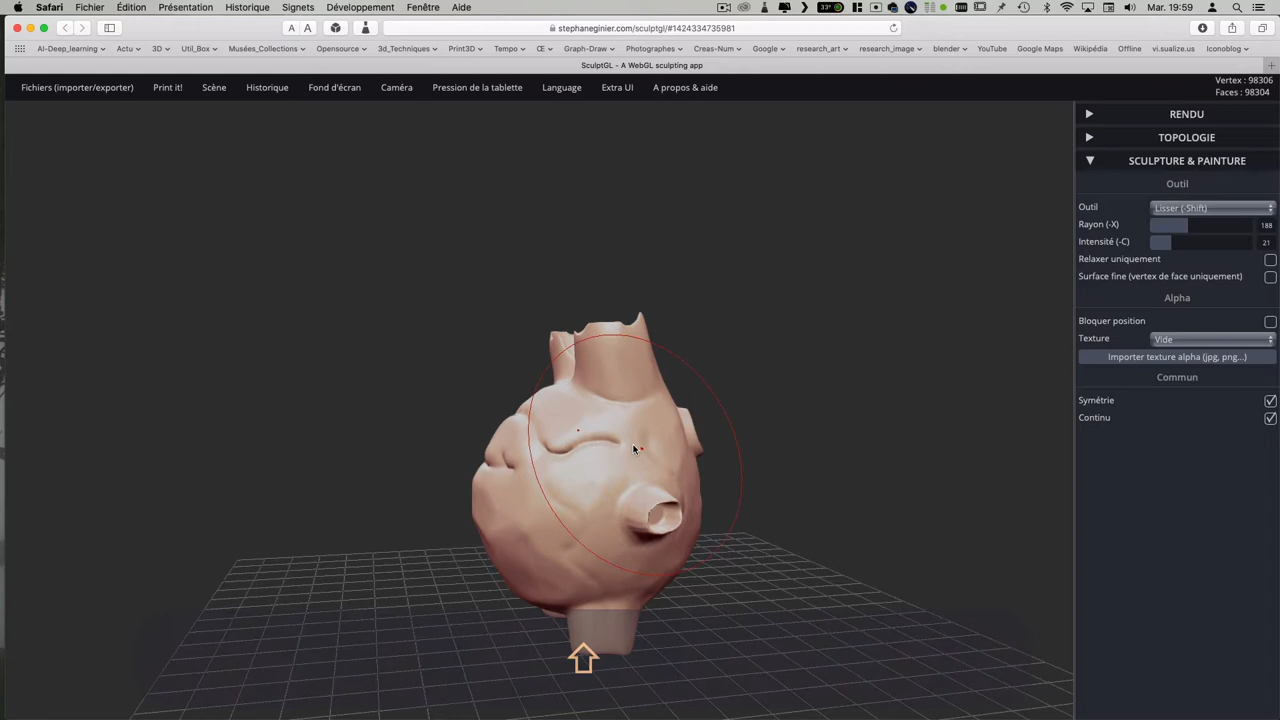 Safari Fichier Édition Présentation Historique Signets Développement Fenêtre Aide 33° Mar. 19:59
A A stephaneginier.com/sculptgl/#1424334735981
AI-Deep_learning Actu 3D Util_Box Musées_Collections Opensource 3d_Techniques Print3D Tempo Œ Graph-Draw Photographes Creas-Num Google research_art research_image blender YouTube Google Maps Wikipédia Offline vi.sualize.us Iconoblog
SculptGL - A WebGL sculpting app
Fichiers (importer/exporter) Print it! Scène Historique Fond d'écran Caméra Pression de la tablette Language Extra UI A propos & aide
Vertex : 98306
Faces : 98304
RENDU
TOPOLOGIE
SCULPTURE & PAINTURE
Outil
Outil Lisser (-Shift)
Rayon (-X) 188
Intensité (-C) 21
Relaxer uniquement
Surface fine (vertex de face uniquement)
Alpha
Bloquer position
Texture Vide
Importer texture alpha (jpg, png...)
Commun
Symétrie
Continu